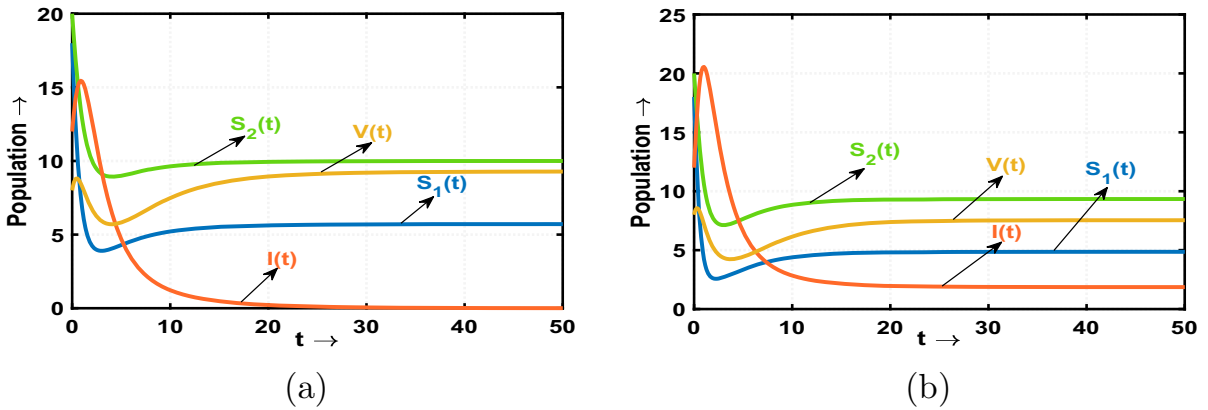 20
15
10
5
0
Population →
S₂(t)
V(t)
S₁(t)
I(t)
0 10 20 30 40 50
t →
(a)
25
20
15
10
5
0
Population →
S₂(t)
V(t)
S₁(t)
I(t)
0 10 20 30 40 50
t →
(b)